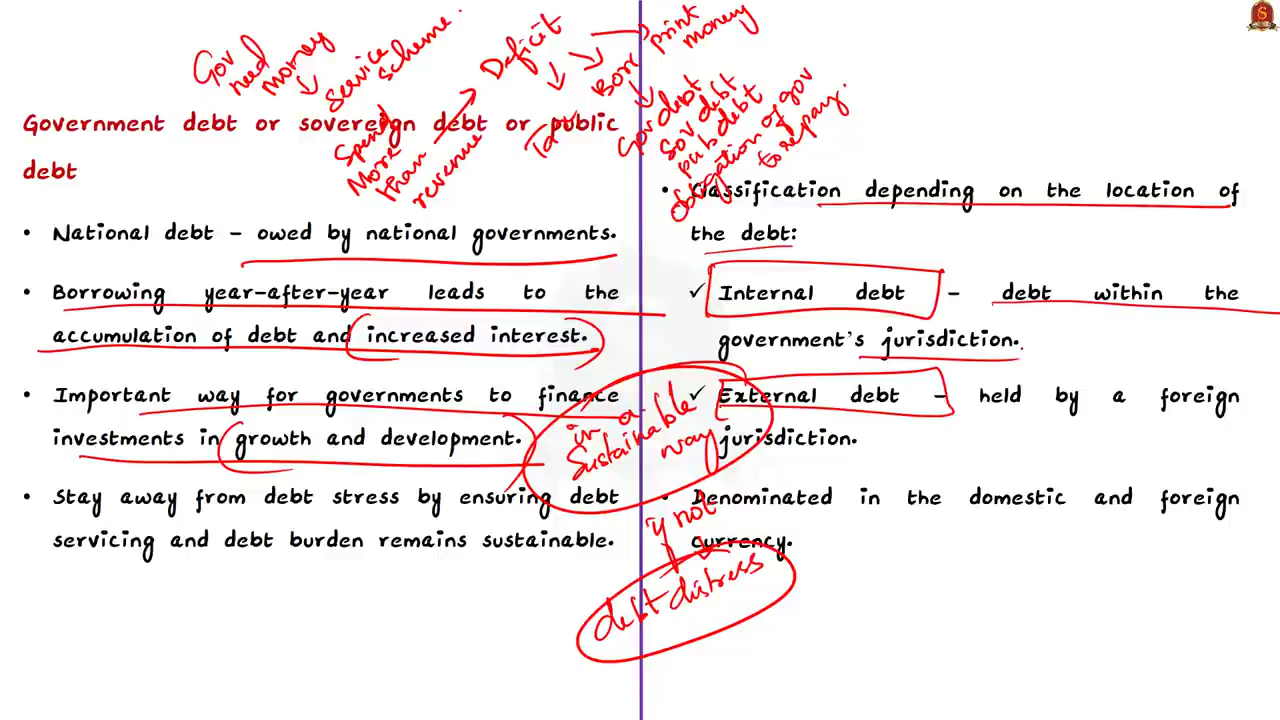 Gov need money
service scheme.
Spend More than revenue
Deficit
Tax
Borr
print money
Gov debt
Sov debt
pub debt
obligation of gov to repay.
Government debt or sovereign debt or public
debt
• National debt – owed by national governments.
• Borrowing year-after-year leads to the
accumulation of debt and increased interest.
• Important way for governments to finance
investments in growth and development.
in a
Sustainable
way
• Stay away from debt stress by ensuring debt
servicing and debt burden remains sustainable.
if not
debt distress
• Classification depending on the location of
the debt:
✓ Internal debt – debt within the
government's jurisdiction.
✓ External debt – held by a foreign
jurisdiction.
• Denominated in the domestic and foreign
currency.